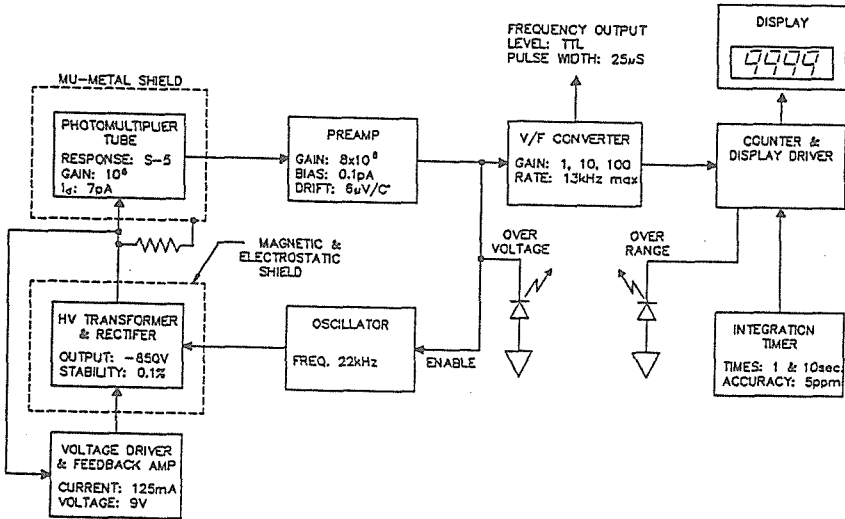 MU-METAL SHIELD
PHOTOMULTIPLIER
TUBE
RESPONSE: S-5
GAIN: 10⁶
I_d: 7pA
PREAMP
GAIN: 8x10⁸
BIAS: 0.1pA
DRIFT: 6µV/C°
FREQUENCY OUTPUT
LEVEL: TTL
PULSE WIDTH: 25µS
V/F CONVERTER
GAIN: 1, 10, 100
RATE: 13kHz max
DISPLAY
9999
COUNTER &
DISPLAY DRIVER
MAGNETIC &
ELECTROSTATIC
SHIELD
OVER
VOLTAGE
OVER
RANGE
HV TRANSFORMER
& RECTIFER
OUTPUT: -850V
STABILITY: 0.1%
OSCILLATOR
FREQ. 22kHz
ENABLE
INTEGRATION
TIMER
TIMES: 1 & 10sec.
ACCURACY: 5ppm
VOLTAGE DRIVER
& FEEDBACK AMP
CURRENT: 125mA
VOLTAGE: 9V